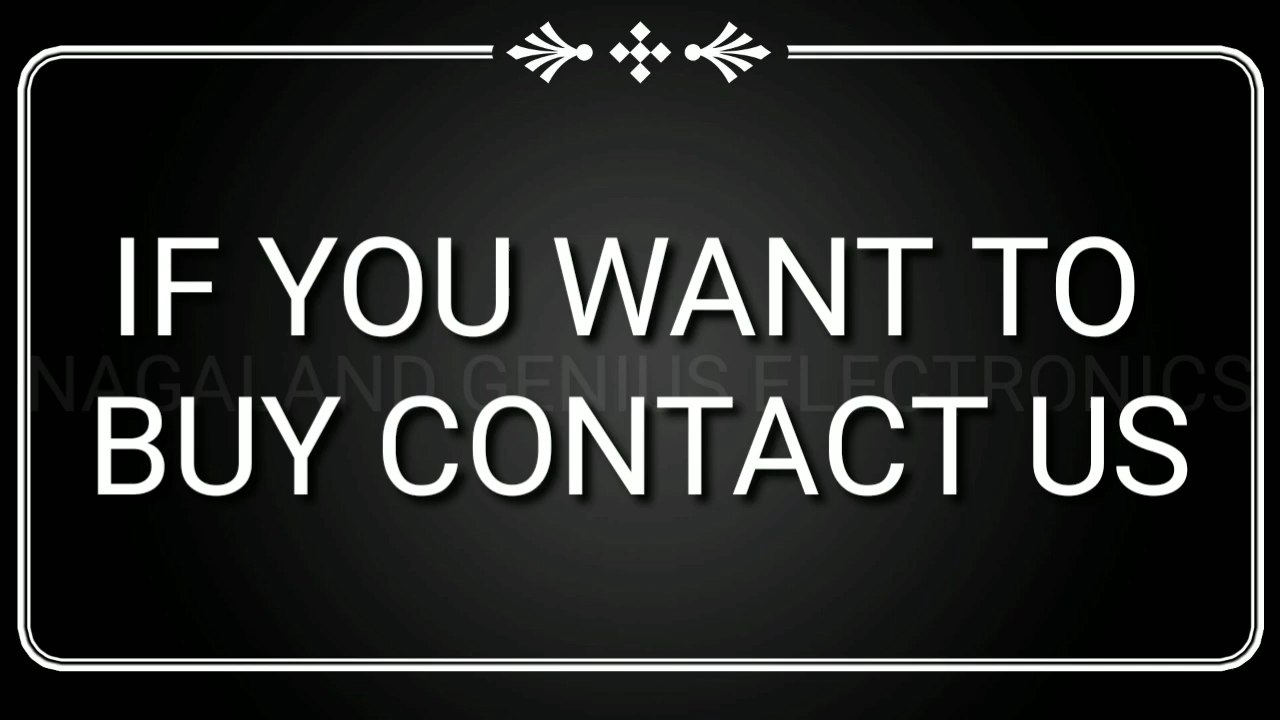 IF YOU WANT TO
NAGALAND GENIUS ELECTRONICS
BUY CONTACT US